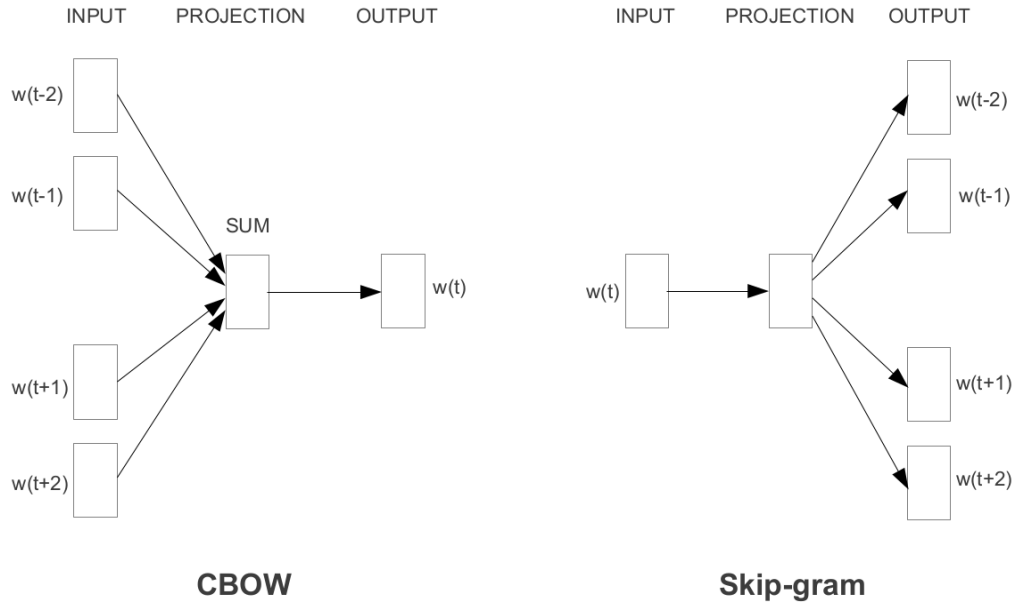 INPUT PROJECTION OUTPUT
w(t-2)
w(t-1)
SUM
w(t)
w(t+1)
w(t+2)
CBOW
INPUT PROJECTION OUTPUT
w(t-2)
w(t-1)
w(t)
w(t+1)
w(t+2)
Skip-gram